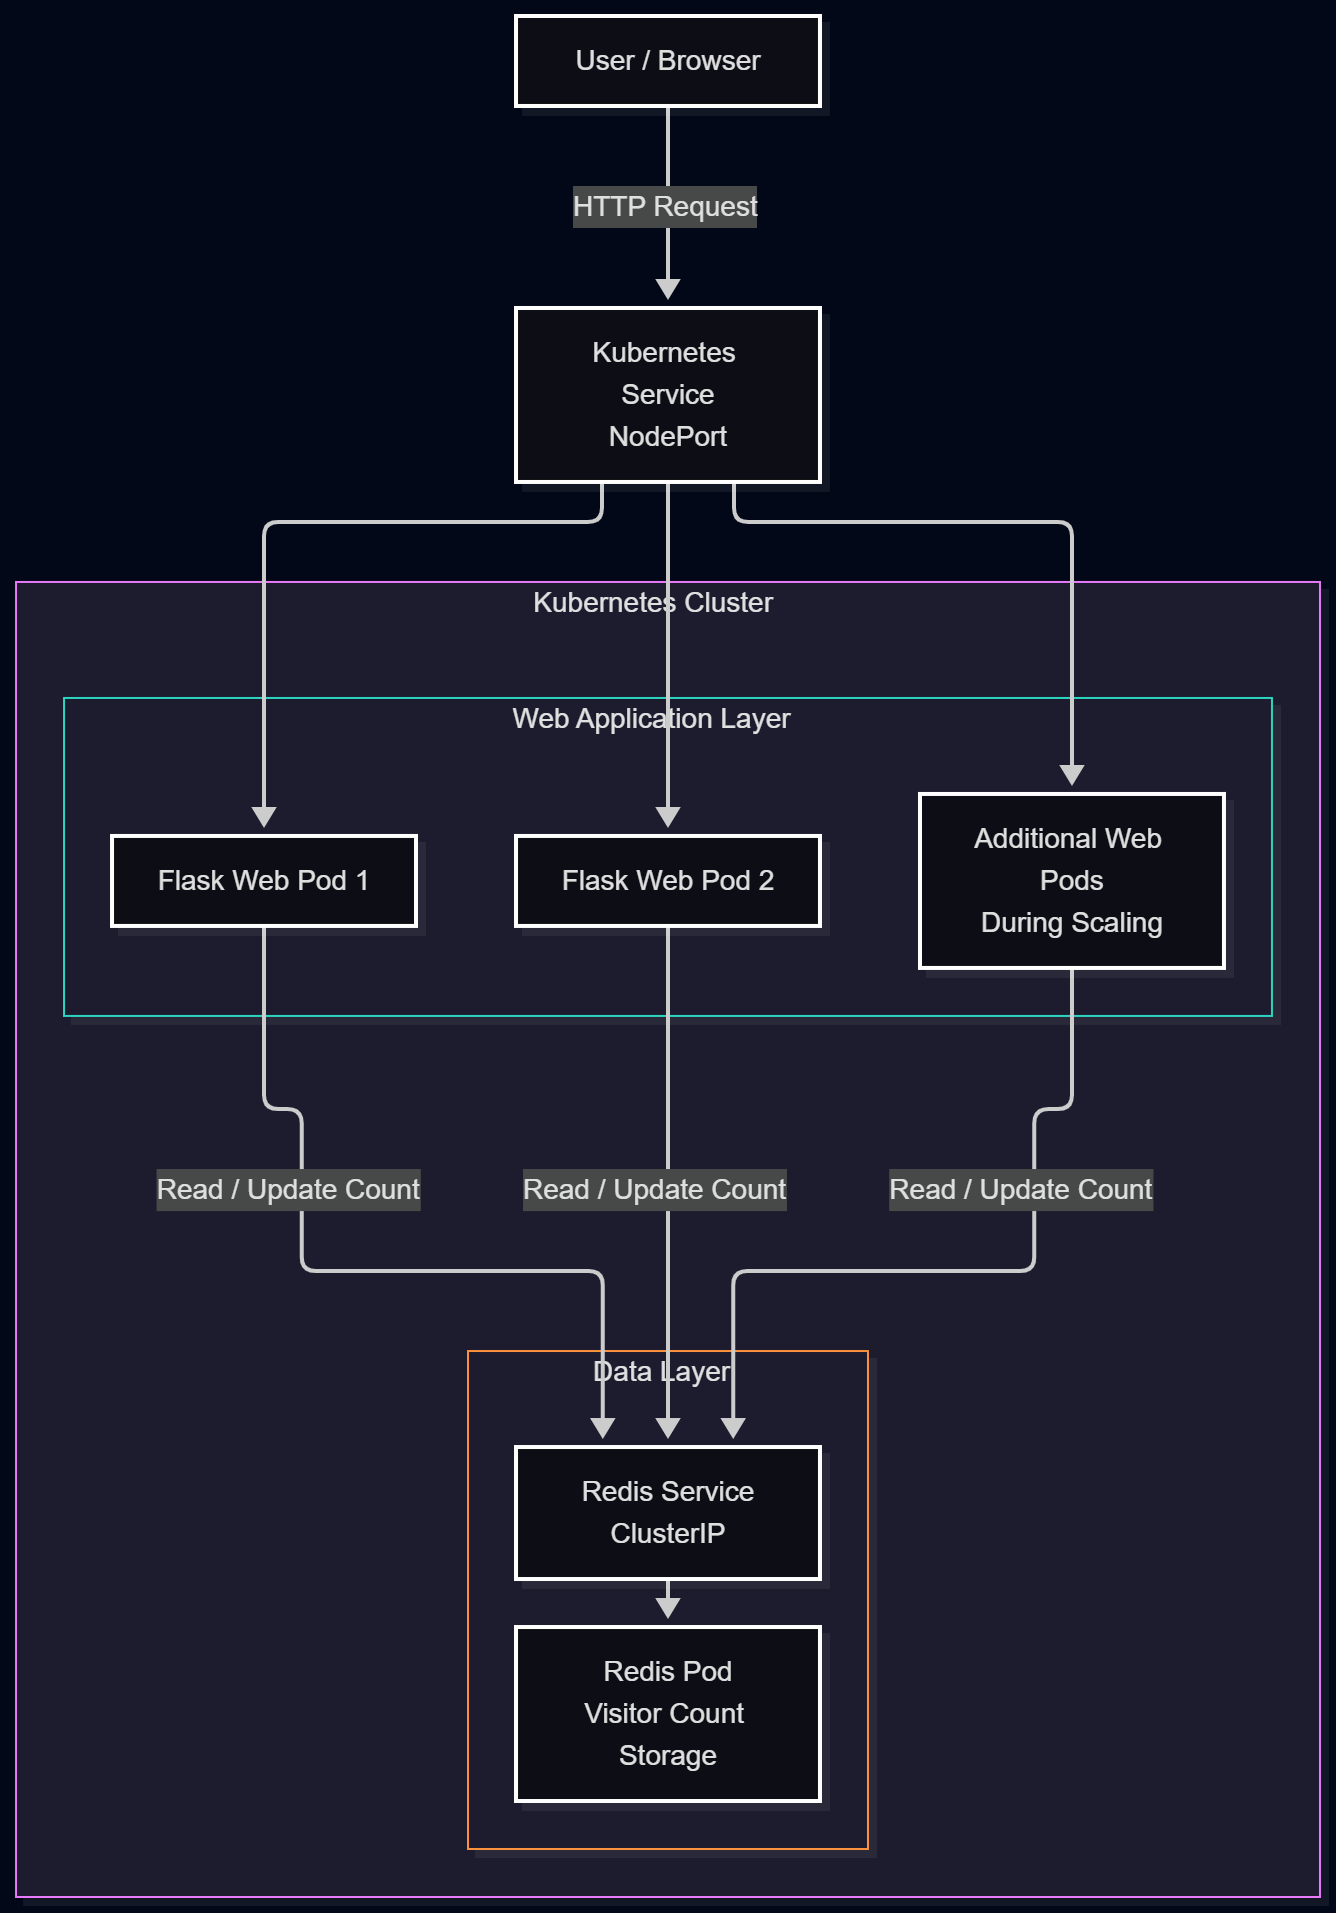 User / Browser
HTTP Request
Kubernetes
Service
NodePort
Kubernetes Cluster
Web Application Layer
Flask Web Pod 1
Flask Web Pod 2
Additional Web
Pods
During Scaling
Read / Update Count
Read / Update Count
Read / Update Count
Data Layer
Redis Service
ClusterIP
Redis Pod
Visitor Count
Storage